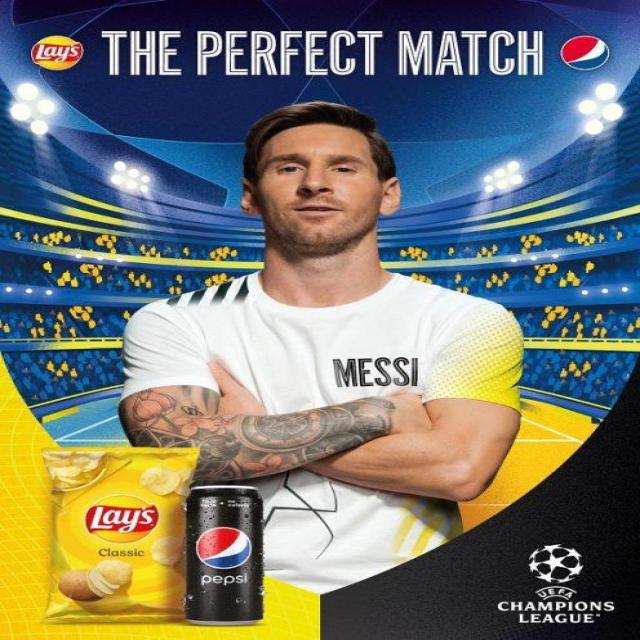 Lay's THE PERFECT MATCH
MESSI
Lay's
Classic
pepsi
UEFA
CHAMPIONS
LEAGUE